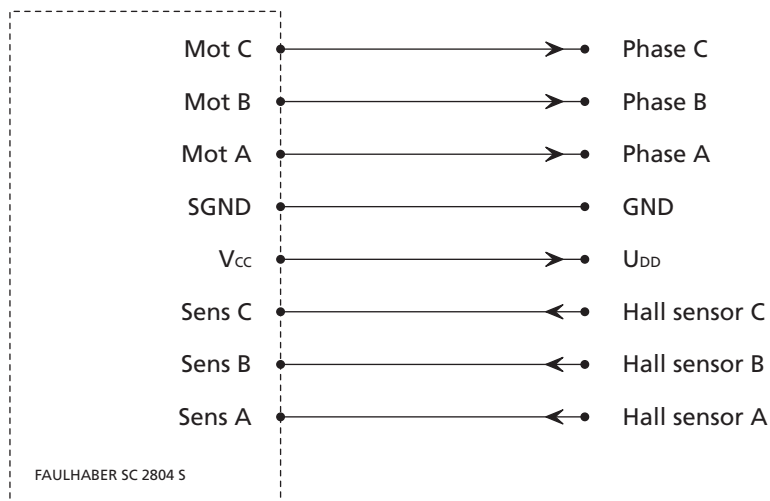 Mot C Phase C
Mot B Phase B
Mot A Phase A
SGND GND
Vcc UDD
Sens C Hall sensor C
Sens B Hall sensor B
Sens A Hall sensor A
FAULHABER SC 2804 S